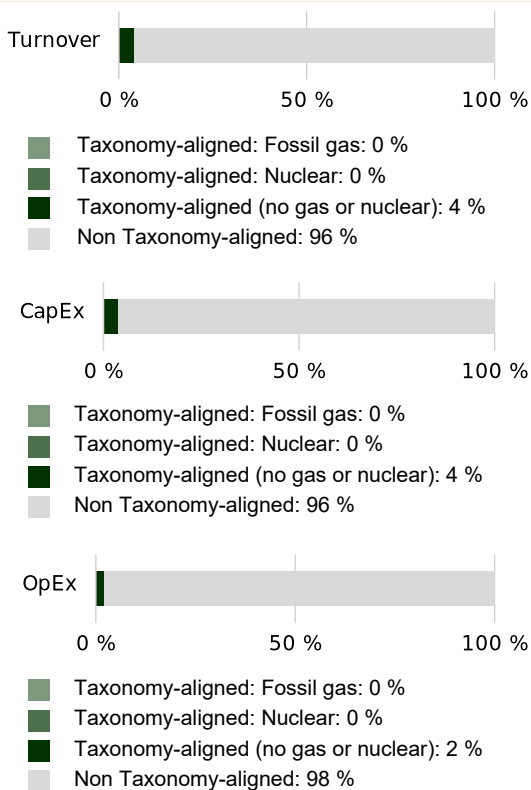 Turnover
0 % 50 % 100 %
Taxonomy-aligned: Fossil gas: 0 %
Taxonomy-aligned: Nuclear: 0 %
Taxonomy-aligned (no gas or nuclear): 4 %
Non Taxonomy-aligned: 96 %
CapEx
0 % 50 % 100 %
Taxonomy-aligned: Fossil gas: 0 %
Taxonomy-aligned: Nuclear: 0 %
Taxonomy-aligned (no gas or nuclear): 4 %
Non Taxonomy-aligned: 96 %
OpEx
0 % 50 % 100 %
Taxonomy-aligned: Fossil gas: 0 %
Taxonomy-aligned: Nuclear: 0 %
Taxonomy-aligned (no gas or nuclear): 2 %
Non Taxonomy-aligned: 98 %